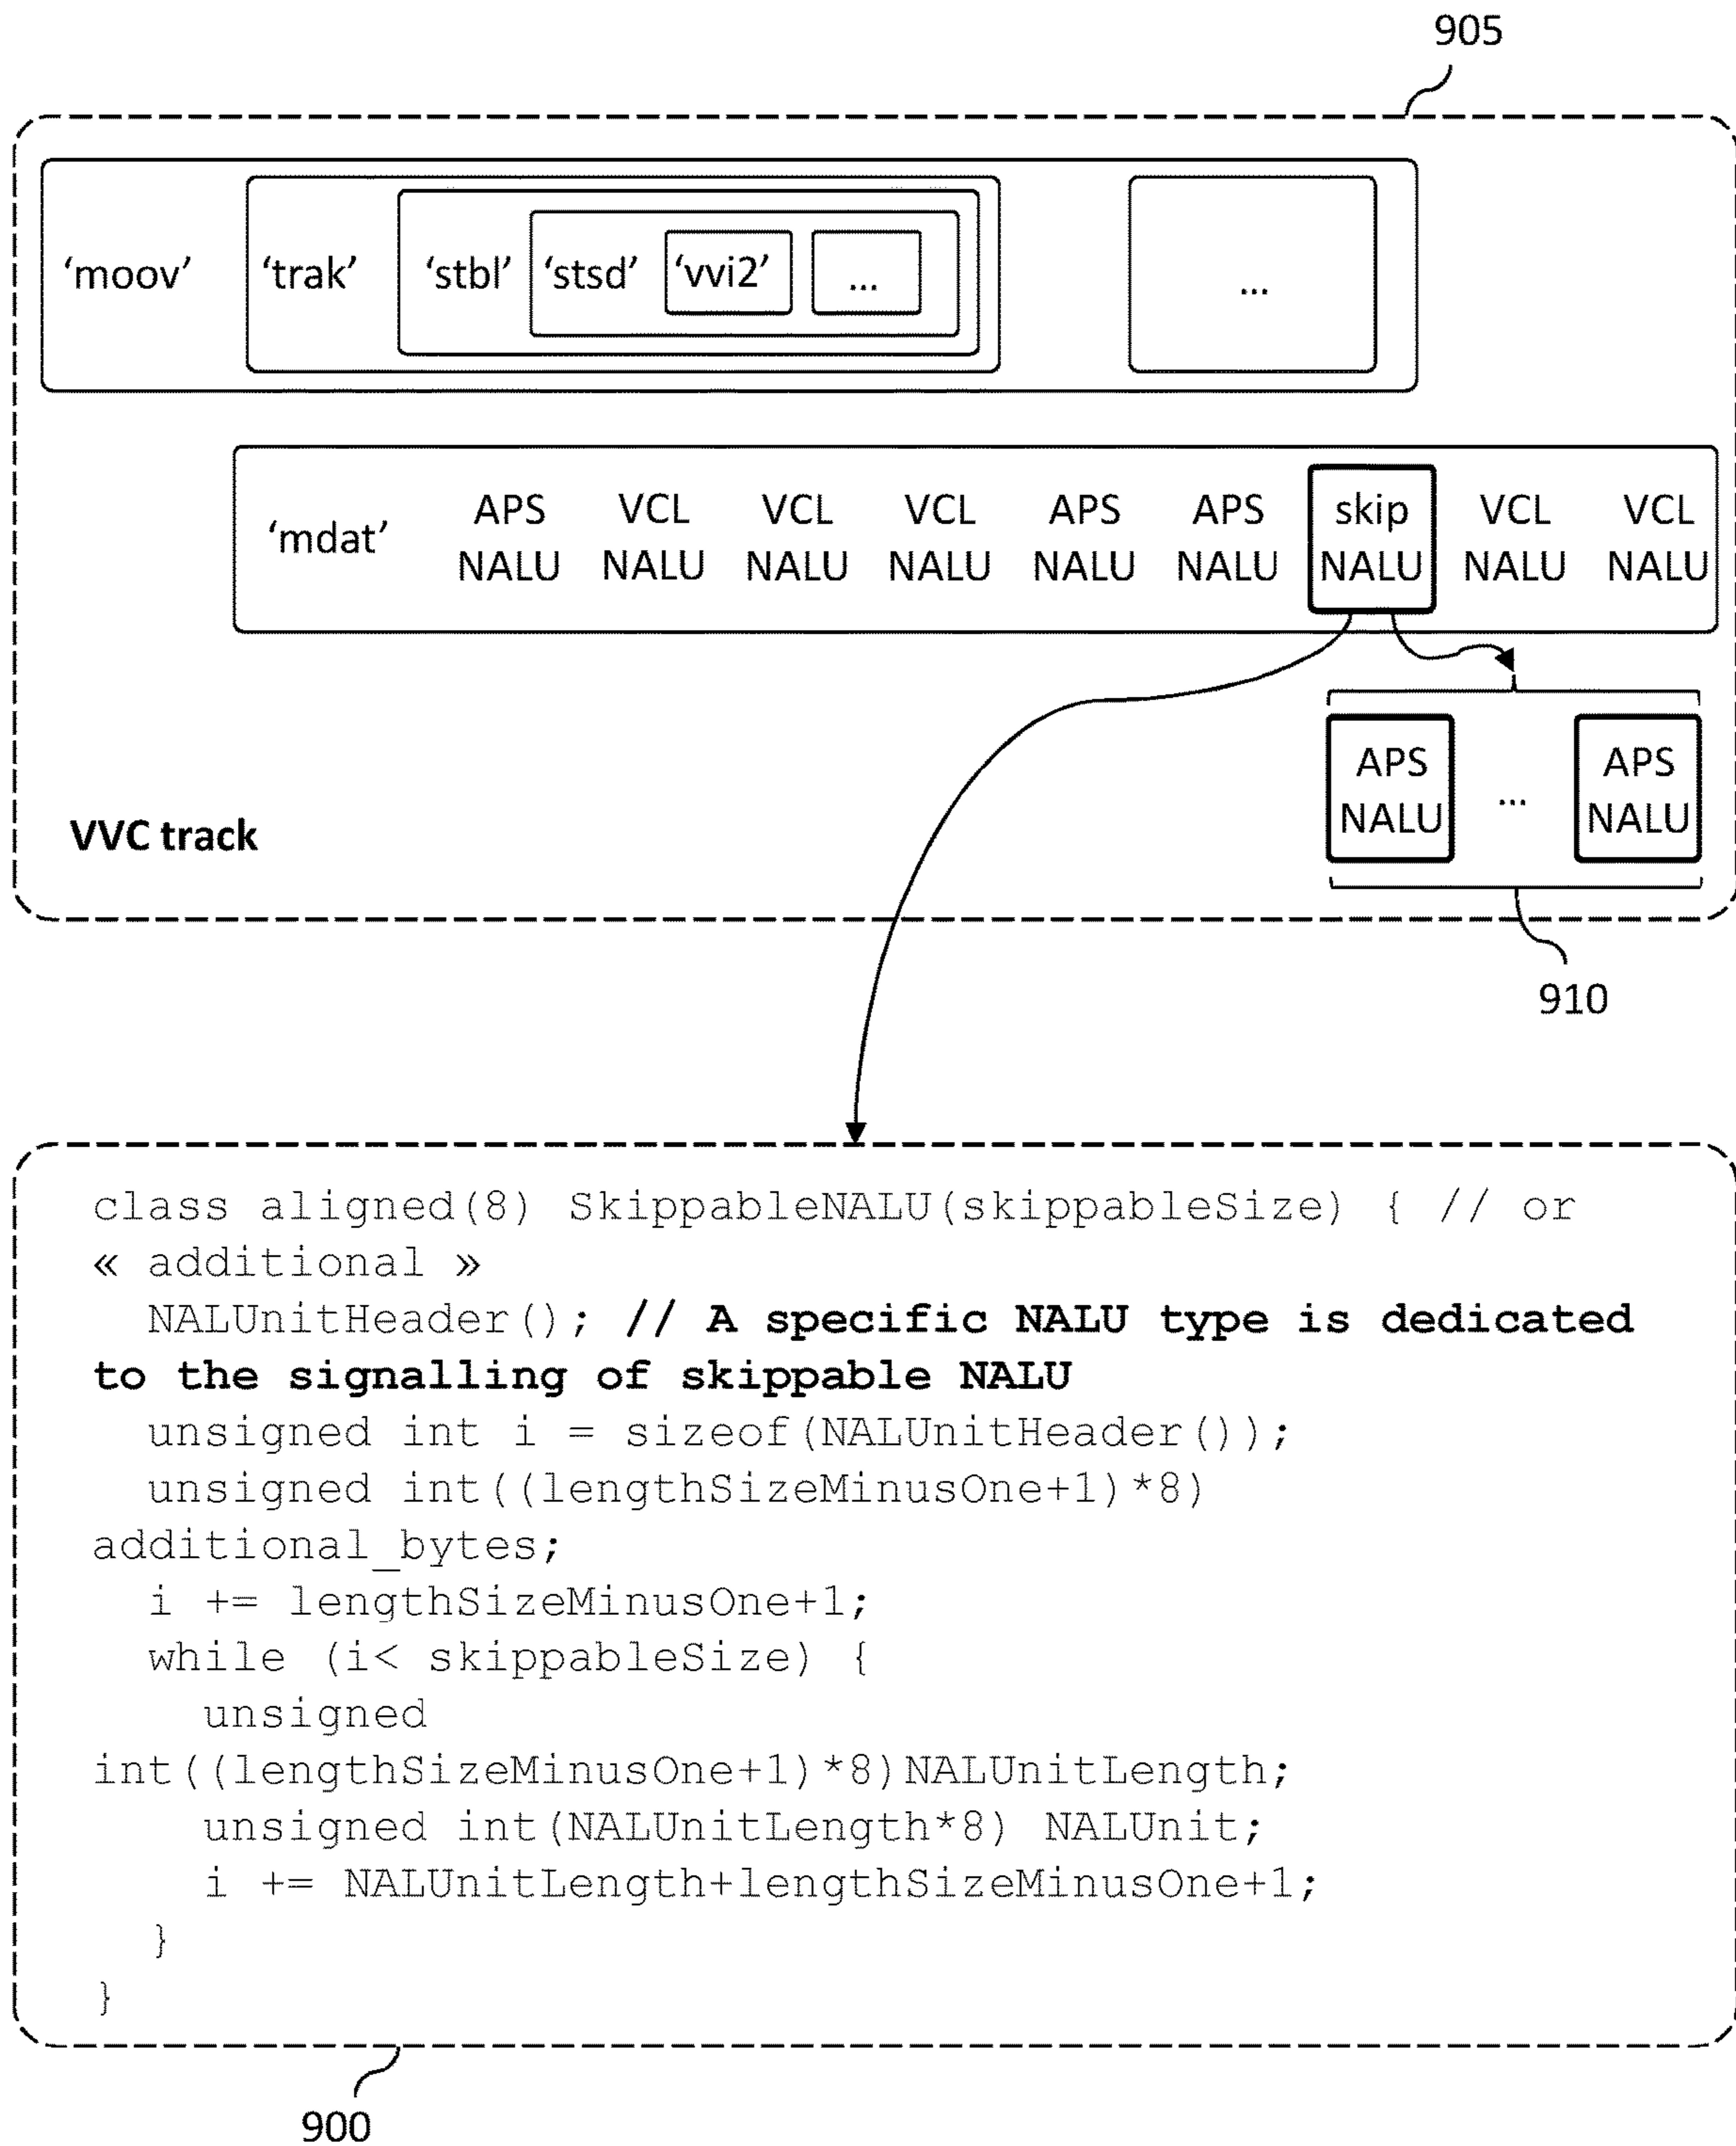 905
‘moov’ ‘trak’ ‘stbl’ ‘stsd’ ‘vvi2’ ... ...
‘mdat’ APS NALU VCL NALU VCL NALU VCL NALU APS NALU APS NALU skip NALU VCL NALU VCL NALU
APS NALU ... APS NALU
VVC track
910
class aligned(8) SkippableNALU(skippableSize) { // or
« additional »
NALUnitHeader(); // A specific NALU type is dedicated
to the signalling of skippable NALU
unsigned int i = sizeof(NALUnitHeader());
unsigned int((lengthSizeMinusOne+1)*8)
additional_bytes;
i += lengthSizeMinusOne+1;
while (i< skippableSize) {
unsigned
int((lengthSizeMinusOne+1)*8)NALUnitLength;
unsigned int(NALUnitLength*8) NALUnit;
i += NALUnitLength+lengthSizeMinusOne+1;
}
}
900